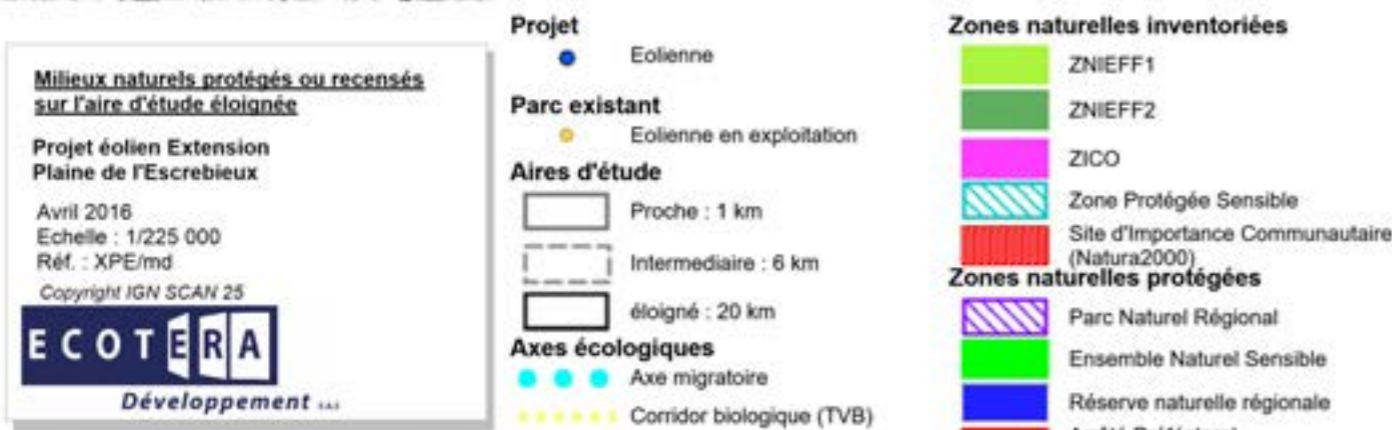 Milieux naturels protégés ou recensés
sur l'aire d'étude éloignée
Projet éolien Extension
Plaine de l'Escrebieux
Avril 2016
Echelle : 1/225 000
Réf. : XPE/md
Copyright IGN SCAN 25
ECOTERA
Développement
Projet
Eolienne
Parc existant
Eolienne en exploitation
Aires d'étude
Proche : 1 km
Intermediaire : 6 km
éloigné : 20 km
Axes écologiques
Axe migratoire
Corridor biologique (TVB)
Zones naturelles inventoriées
ZNIEFF1
ZNIEFF2
ZICO
Zone Protégée Sensible
Site d'Importance Communautaire
(Natura2000)
Zones naturelles protégées
Parc Naturel Régional
Ensemble Naturel Sensible
Réserve naturelle régionale